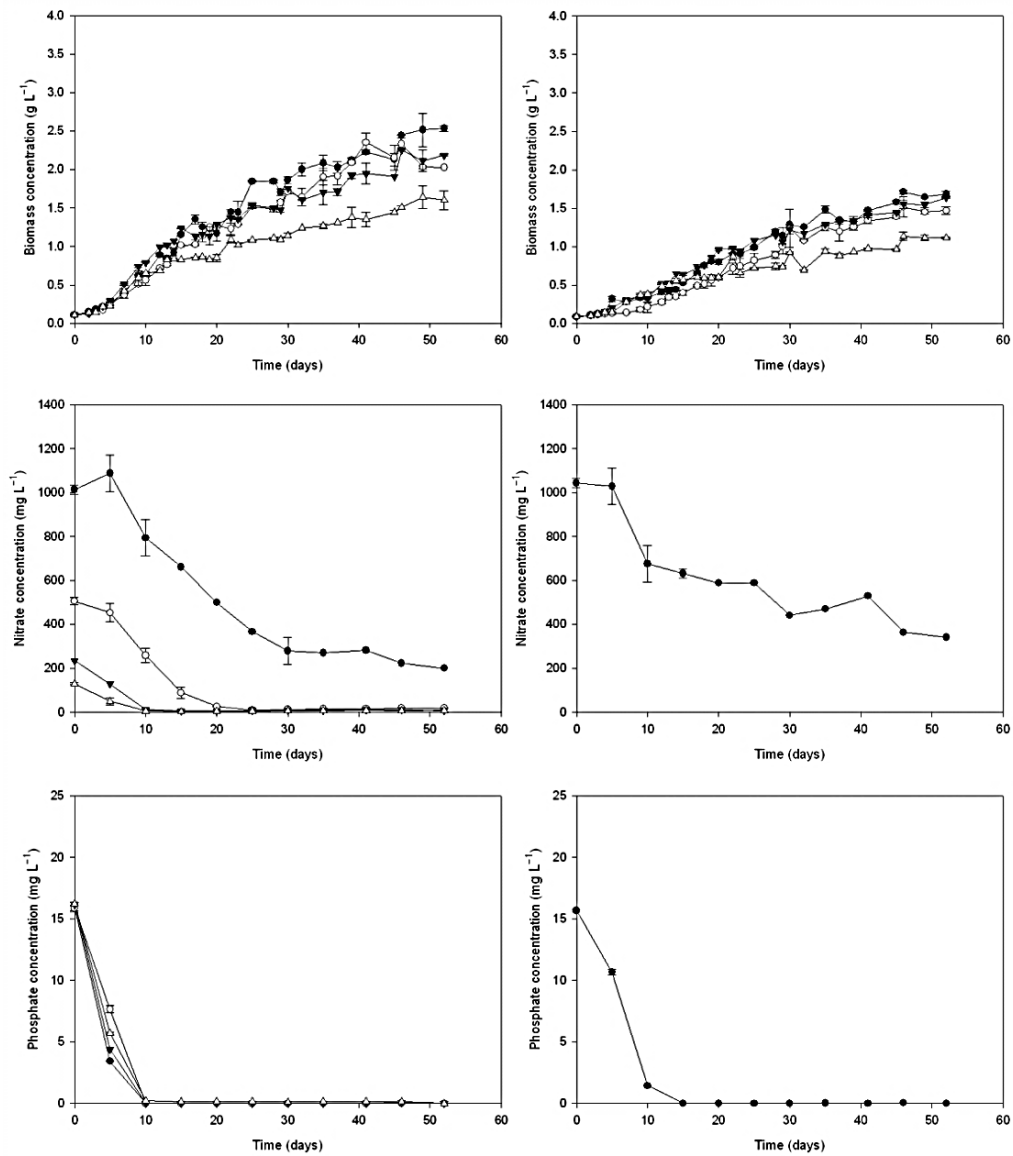 4.0
3.5
3.0
2.5
2.0
1.5
1.0
0.5
0.0
Biomass concentration (g L⁻¹)
0 10 20 30 40 50 60
Time (days)
4.0
3.5
3.0
2.5
2.0
1.5
1.0
0.5
0.0
Biomass concentration (g L⁻¹)
0 10 20 30 40 50 60
Time (days)
1400
1200
1000
800
600
400
200
0
Nitrate concentration (mg L⁻¹)
0 10 20 30 40 50 60
Time (days)
1400
1200
1000
800
600
400
200
0
Nitrate concentration (mg L⁻¹)
0 10 20 30 40 50 60
Time (days)
25
20
15
10
5
0
Phosphate concentration (mg L⁻¹)
0 10 20 30 40 50 60
Time (days)
25
20
15
10
5
0
Phosphate concentration (mg L⁻¹)
0 10 20 30 40 50 60
Time (days)